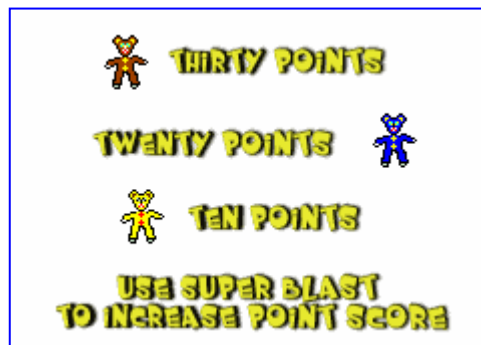 THIRTY POINTS
TWENTY POINTS
TEN POINTS
USE SUPER BLAST
TO INCREASE POINT SCORE